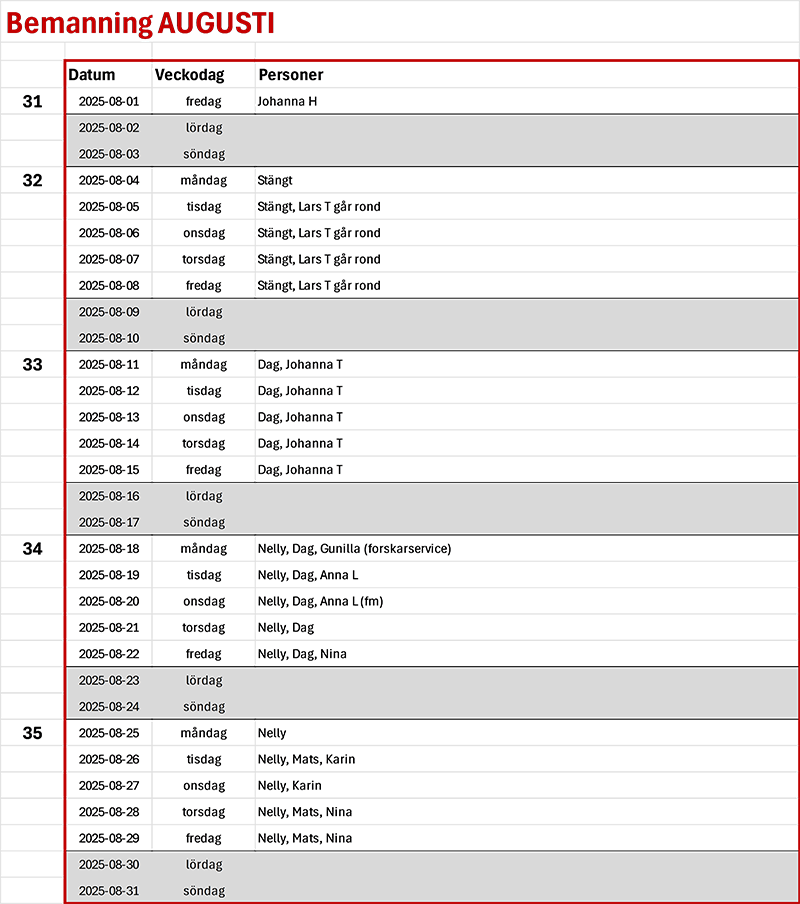 Bemanning AUGUSTI
Datum Veckodag Personer
31 2025-08-01 fredag Johanna H
2025-08-02 lördag
2025-08-03 söndag
32 2025-08-04 måndag Stängt
2025-08-05 tisdag Stängt, Lars T går rond
2025-08-06 onsdag Stängt, Lars T går rond
2025-08-07 torsdag Stängt, Lars T går rond
2025-08-08 fredag Stängt, Lars T går rond
2025-08-09 lördag
2025-08-10 söndag
33 2025-08-11 måndag Dag, Johanna T
2025-08-12 tisdag Dag, Johanna T
2025-08-13 onsdag Dag, Johanna T
2025-08-14 torsdag Dag, Johanna T
2025-08-15 fredag Dag, Johanna T
2025-08-16 lördag
2025-08-17 söndag
34 2025-08-18 måndag Nelly, Dag, Gunilla (forskarservice)
2025-08-19 tisdag Nelly, Dag, Anna L
2025-08-20 onsdag Nelly, Dag, Anna L (fm)
2025-08-21 torsdag Nelly, Dag
2025-08-22 fredag Nelly, Dag, Nina
2025-08-23 lördag
2025-08-24 söndag
35 2025-08-25 måndag Nelly
2025-08-26 tisdag Nelly, Mats, Karin
2025-08-27 onsdag Nelly, Karin
2025-08-28 torsdag Nelly, Mats, Nina
2025-08-29 fredag Nelly, Mats, Nina
2025-08-30 lördag
2025-08-31 söndag